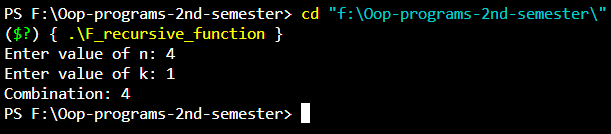 PS F:\Oop-programs-2nd-semester> cd "f:\Oop-programs-2nd-semester\"
($?) { .\F_recursive_function }
Enter value of n: 4
Enter value of k: 1
Combination: 4
PS F:\Oop-programs-2nd-semester>